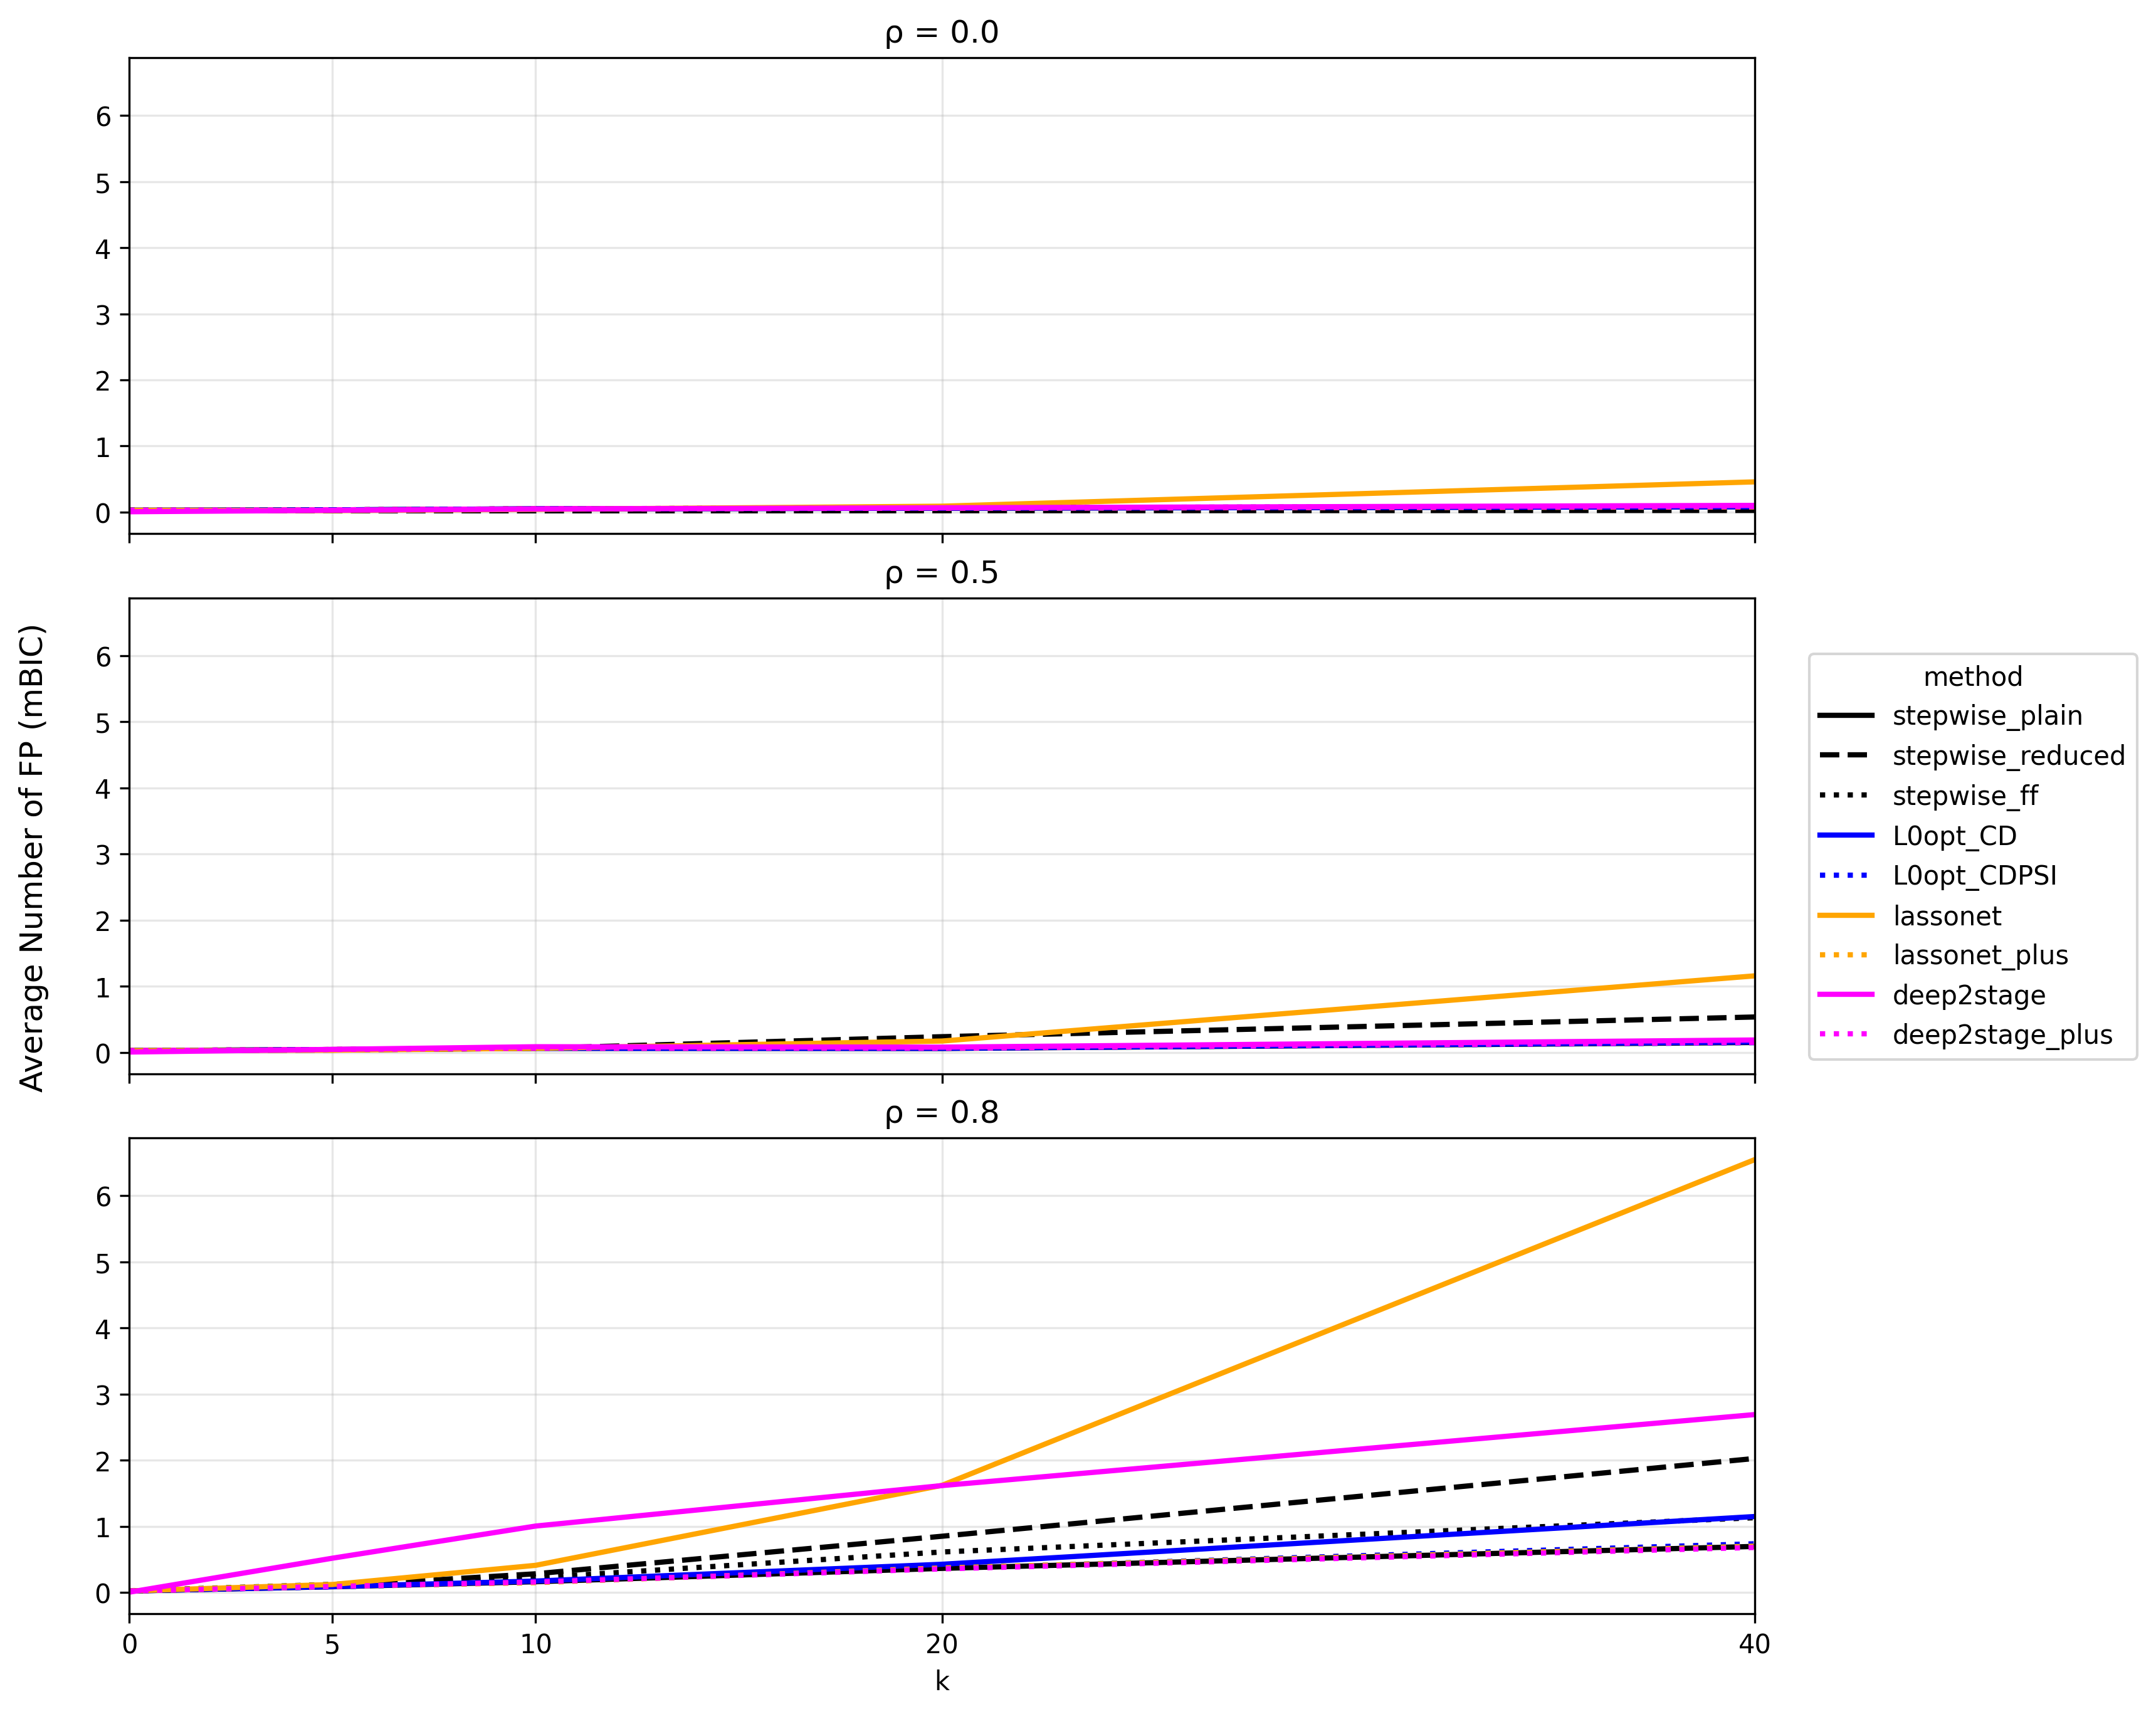 ρ = 0.0
6
5
4
3
2
1
0
ρ = 0.5
6
5
4
3
2
1
0
ρ = 0.8
6
5
4
3
2
1
0
0 5 10 20 40
k
Average Number of FP (mBIC)
method
stepwise_plain
stepwise_reduced
stepwise_ff
L0opt_CD
L0opt_CDPSI
lassonet
lassonet_plus
deep2stage
deep2stage_plus